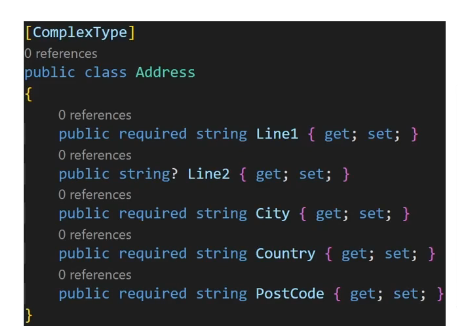 [ComplexType]
0 references
public class Address
{
0 references
public required string Line1 { get; set; }
0 references
public string? Line2 { get; set; }
0 references
public required string City { get; set; }
0 references
public required string Country { get; set; }
0 references
public required string PostCode { get; set; }
}